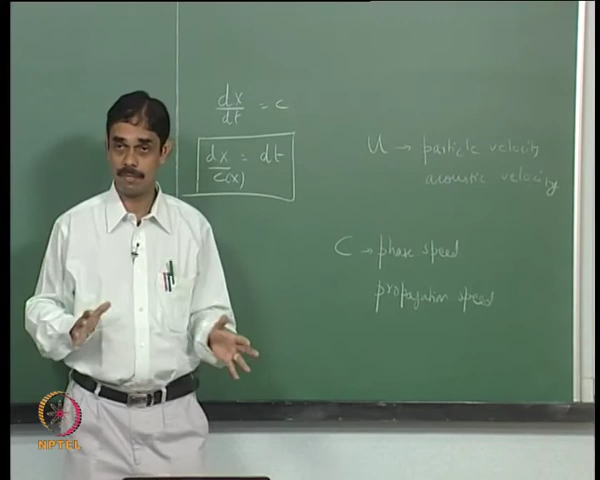 dx/dt = c
dx/c(x) = dt
u → particle velocity
acoustic velocity
C → phase speed
propagation speed
NPTEL